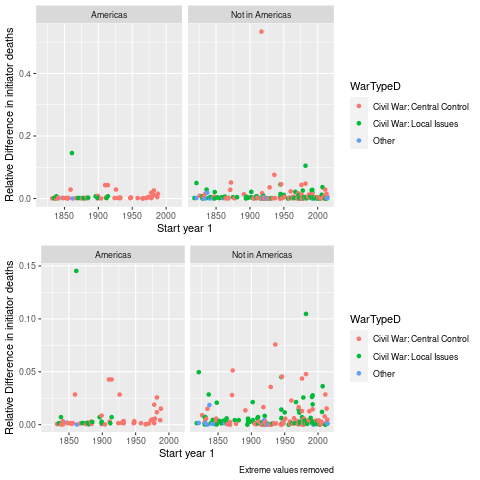 Americas
Not in Americas
Relative Difference in initiator deaths
0.4
0.2
0.0
1850 1900 1950 2000
1850 1900 1950 2000
Start year 1
WarTypeD
Civil War: Central Control
Civil War: Local Issues
Other
Americas
Not in Americas
Relative Difference in initiator deaths
0.15
0.10
0.05
0.00
1850 1900 1950 2000
1850 1900 1950 2000
Start year 1
WarTypeD
Civil War: Central Control
Civil War: Local Issues
Other
Extreme values removed